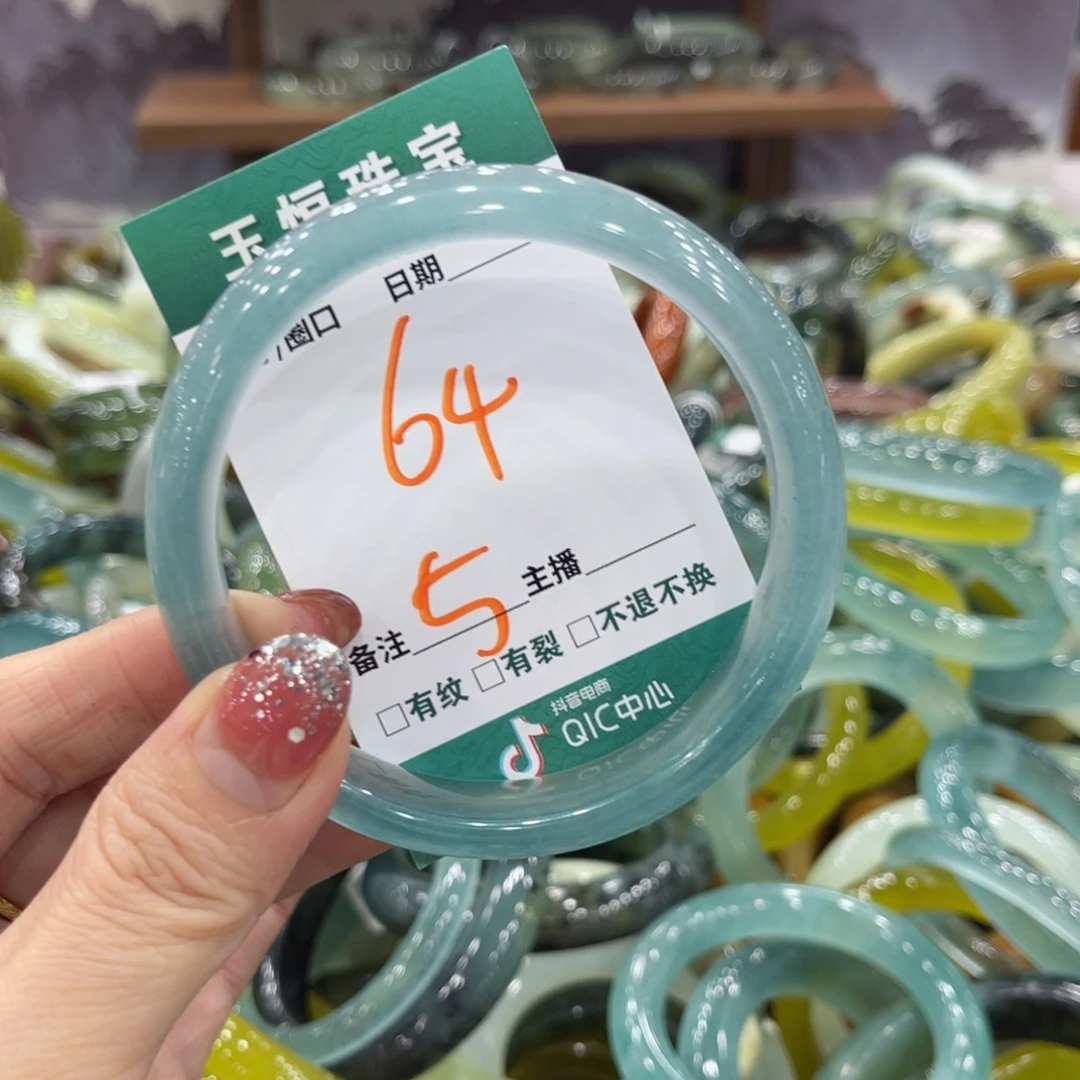 玉恒珠宝
/圈口
日期
64
备注 5 主播
□有纹 □有裂 □不退不换
抖音电商
QIC中心